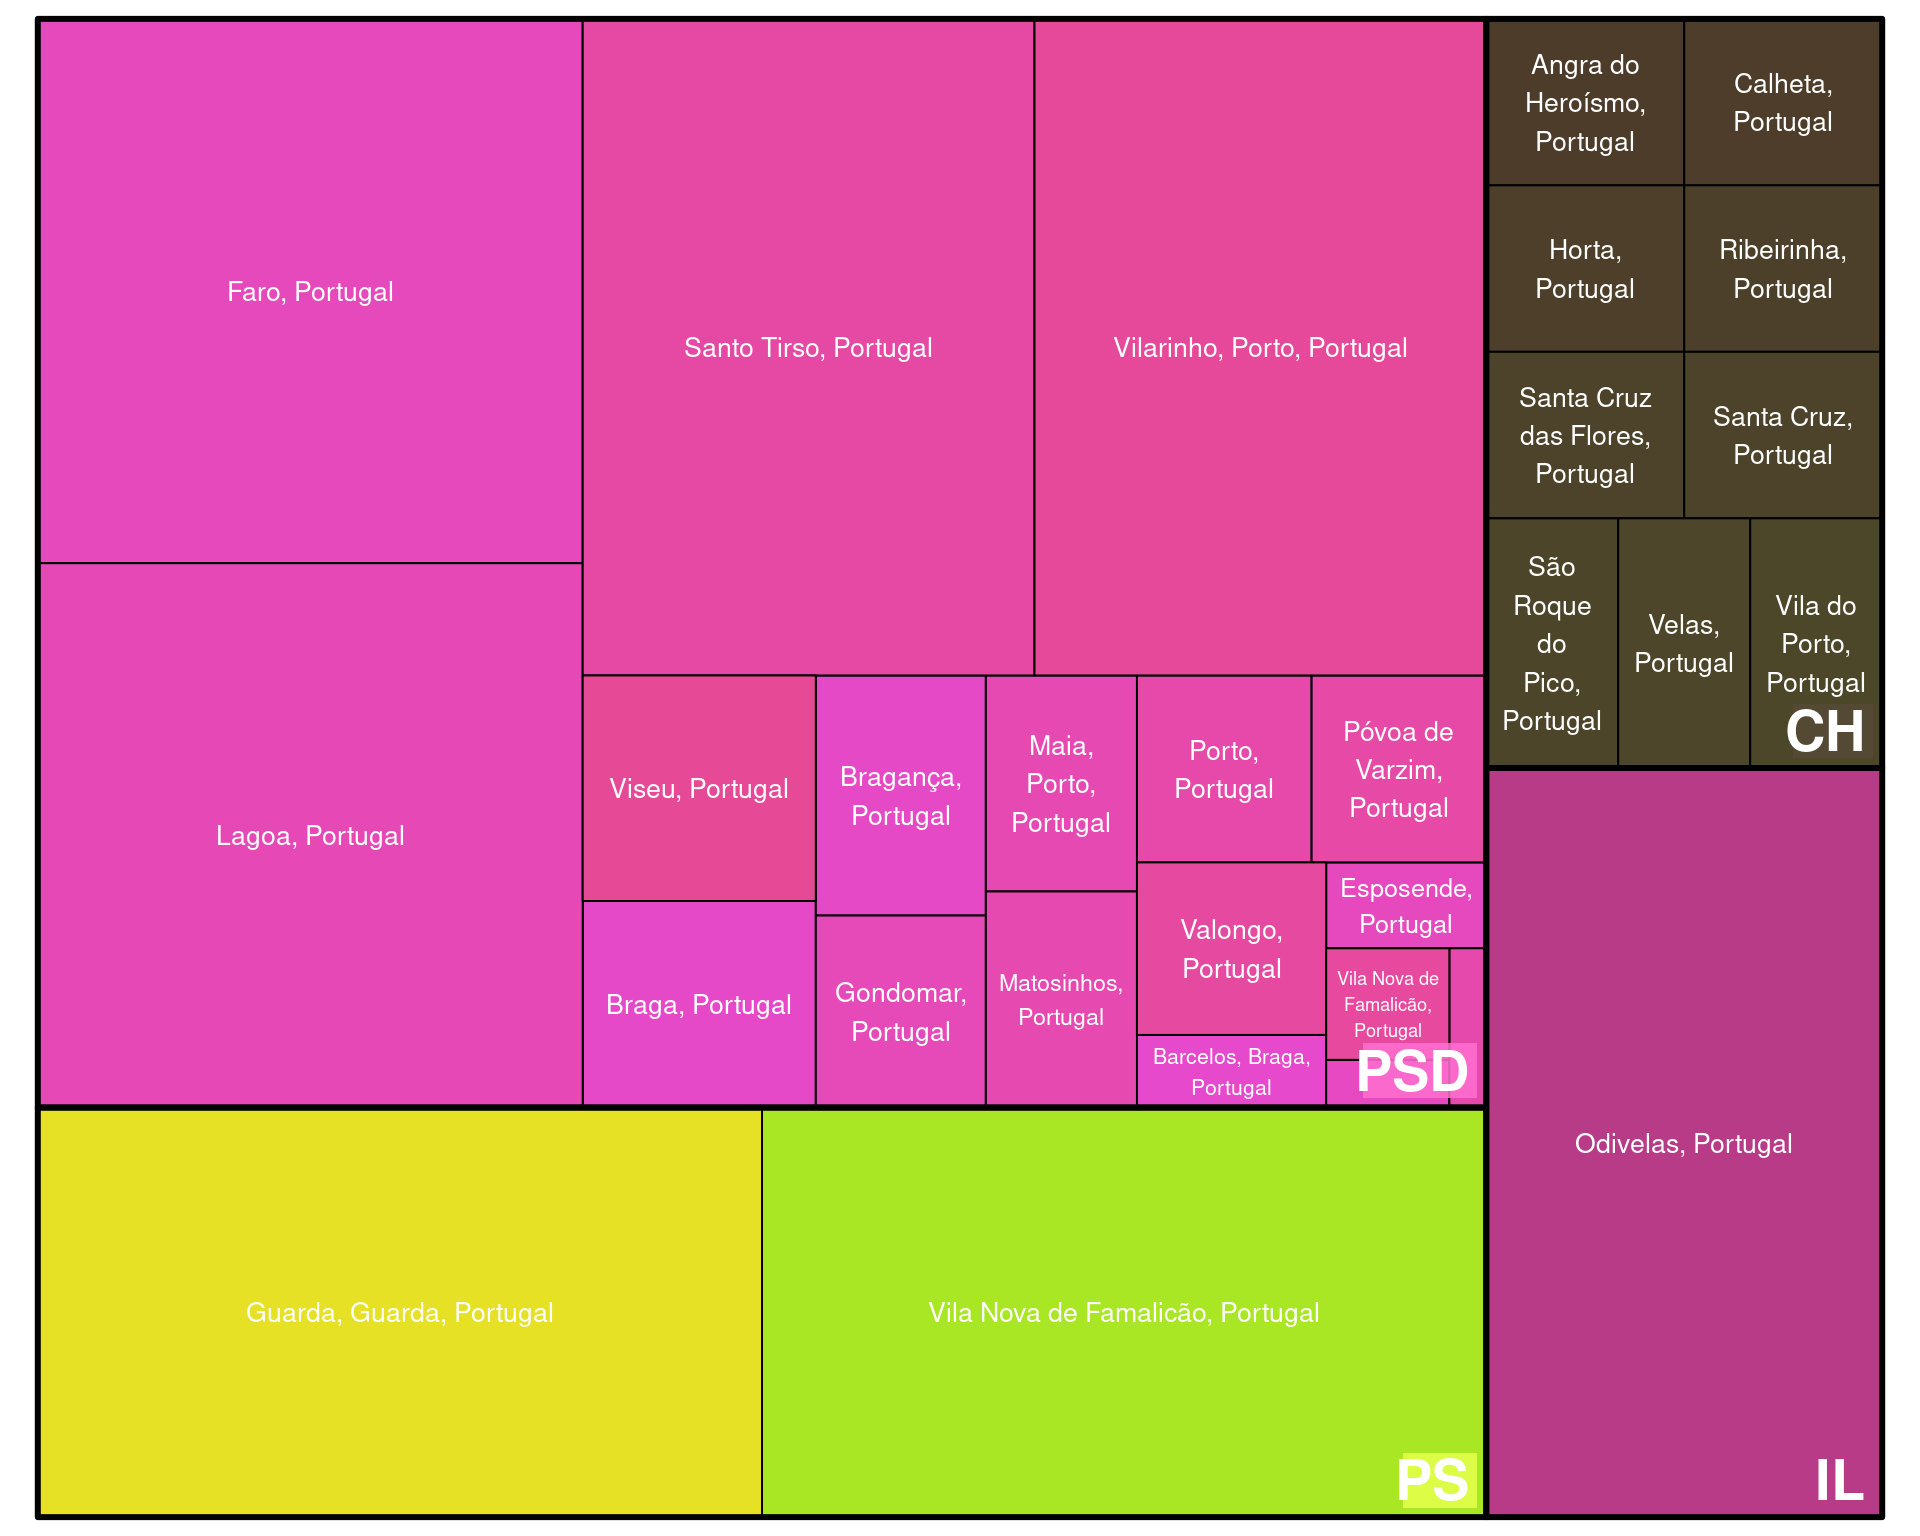 Faro, Portugal
Lagoa, Portugal
Santo Tirso, Portugal
Vilarinho, Porto, Portugal
Viseu, Portugal
Braga, Portugal
Bragança,
Portugal
Gondomar,
Portugal
Maia,
Porto,
Portugal
Matosinhos,
Portugal
Porto,
Portugal
Póvoa de
Varzim,
Portugal
Valongo,
Portugal
Barcelos, Braga,
Portugal
Esposende,
Portugal
Vila Nova de
Famalicão,
Portugal
PSD
Guarda, Guarda, Portugal
Vila Nova de Famalicão, Portugal
PS
Angra do
Heroísmo,
Portugal
Calheta,
Portugal
Horta,
Portugal
Ribeirinha,
Portugal
Santa Cruz
das Flores,
Portugal
Santa Cruz,
Portugal
São
Roque
do
Pico,
Portugal
Velas,
Portugal
Vila do
Porto,
Portugal
CH
Odivelas, Portugal
IL